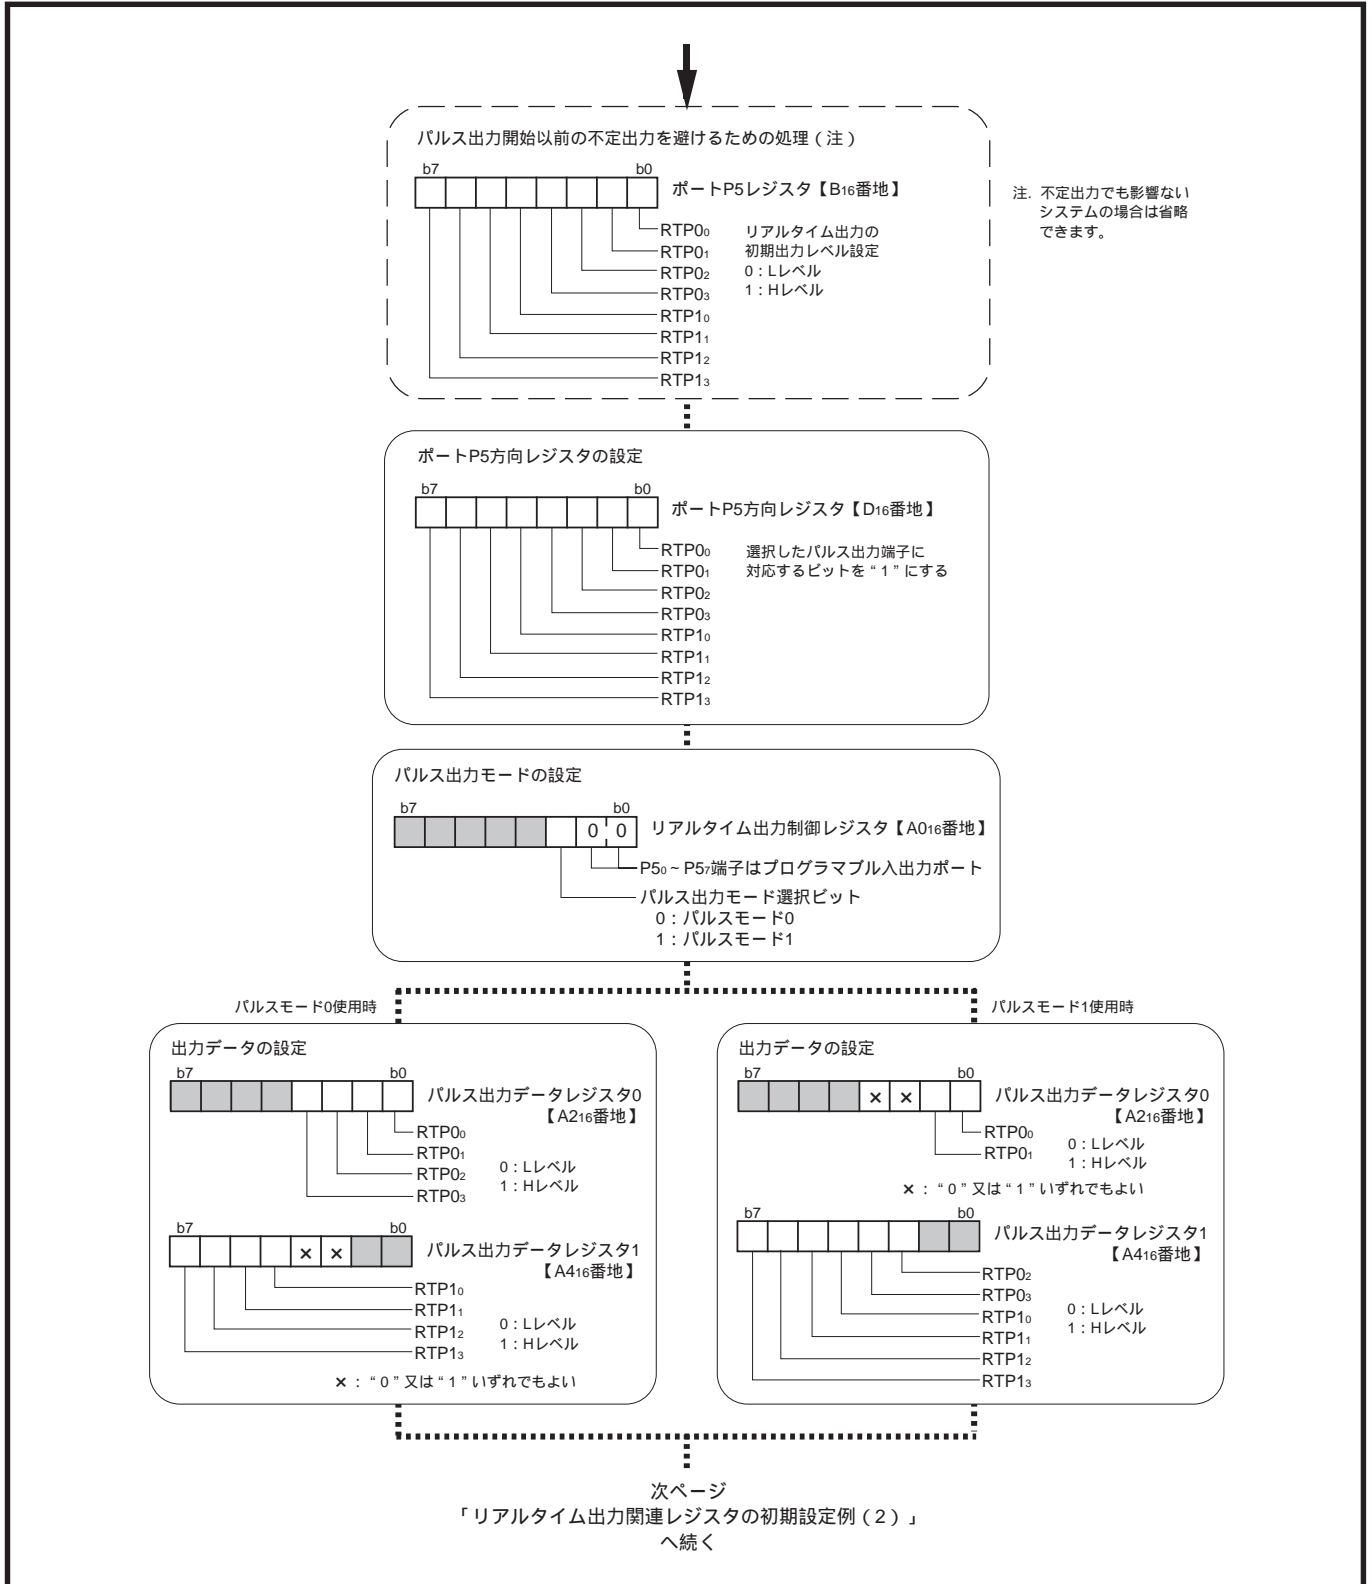 パルス出力開始以前の不定出力を避けるための処理（注）
b7 b0
ポートP5レジスタ【B16番地】
RTP00
RTP01
RTP02
RTP03
RTP10
RTP11
RTP12
RTP13
リアルタイム出力の
初期出力レベル設定
0：Lレベル
1：Hレベル
注. 不定出力でも影響ない
システムの場合は省略
できます。
ポートP5方向レジスタの設定
b7 b0
ポートP5方向レジスタ【D16番地】
RTP00
RTP01
RTP02
RTP03
RTP10
RTP11
RTP12
RTP13
選択したパルス出力端子に
対応するビットを“1”にする
パルス出力モードの設定
b7 b0
0 0
リアルタイム出力制御レジスタ【A016番地】
P50~P57端子はプログラマブル入出力ポート
パルス出力モード選択ビット
0：パルスモード0
1：パルスモード1
パルスモード0使用時
出力データの設定
b7 b0
パルス出力データレジスタ0
【A216番地】
RTP00
RTP01
RTP02
RTP03
0：Lレベル
1：Hレベル
b7 b0
× ×
パルス出力データレジスタ1
【A416番地】
RTP10
RTP11
RTP12
RTP13
0：Lレベル
1：Hレベル
×：“0”又は“1”いずれでもよい
パルスモード1使用時
出力データの設定
b7 b0
× ×
パルス出力データレジスタ0
【A216番地】
RTP00
RTP01
0：Lレベル
1：Hレベル
×：“0”又は“1”いずれでもよい
b7 b0
パルス出力データレジスタ1
【A416番地】
RTP02
RTP03
RTP10
RTP11
RTP12
RTP13
0：Lレベル
1：Hレベル
次ページ
「リアルタイム出力関連レジスタの初期設定例（2）」
へ続く